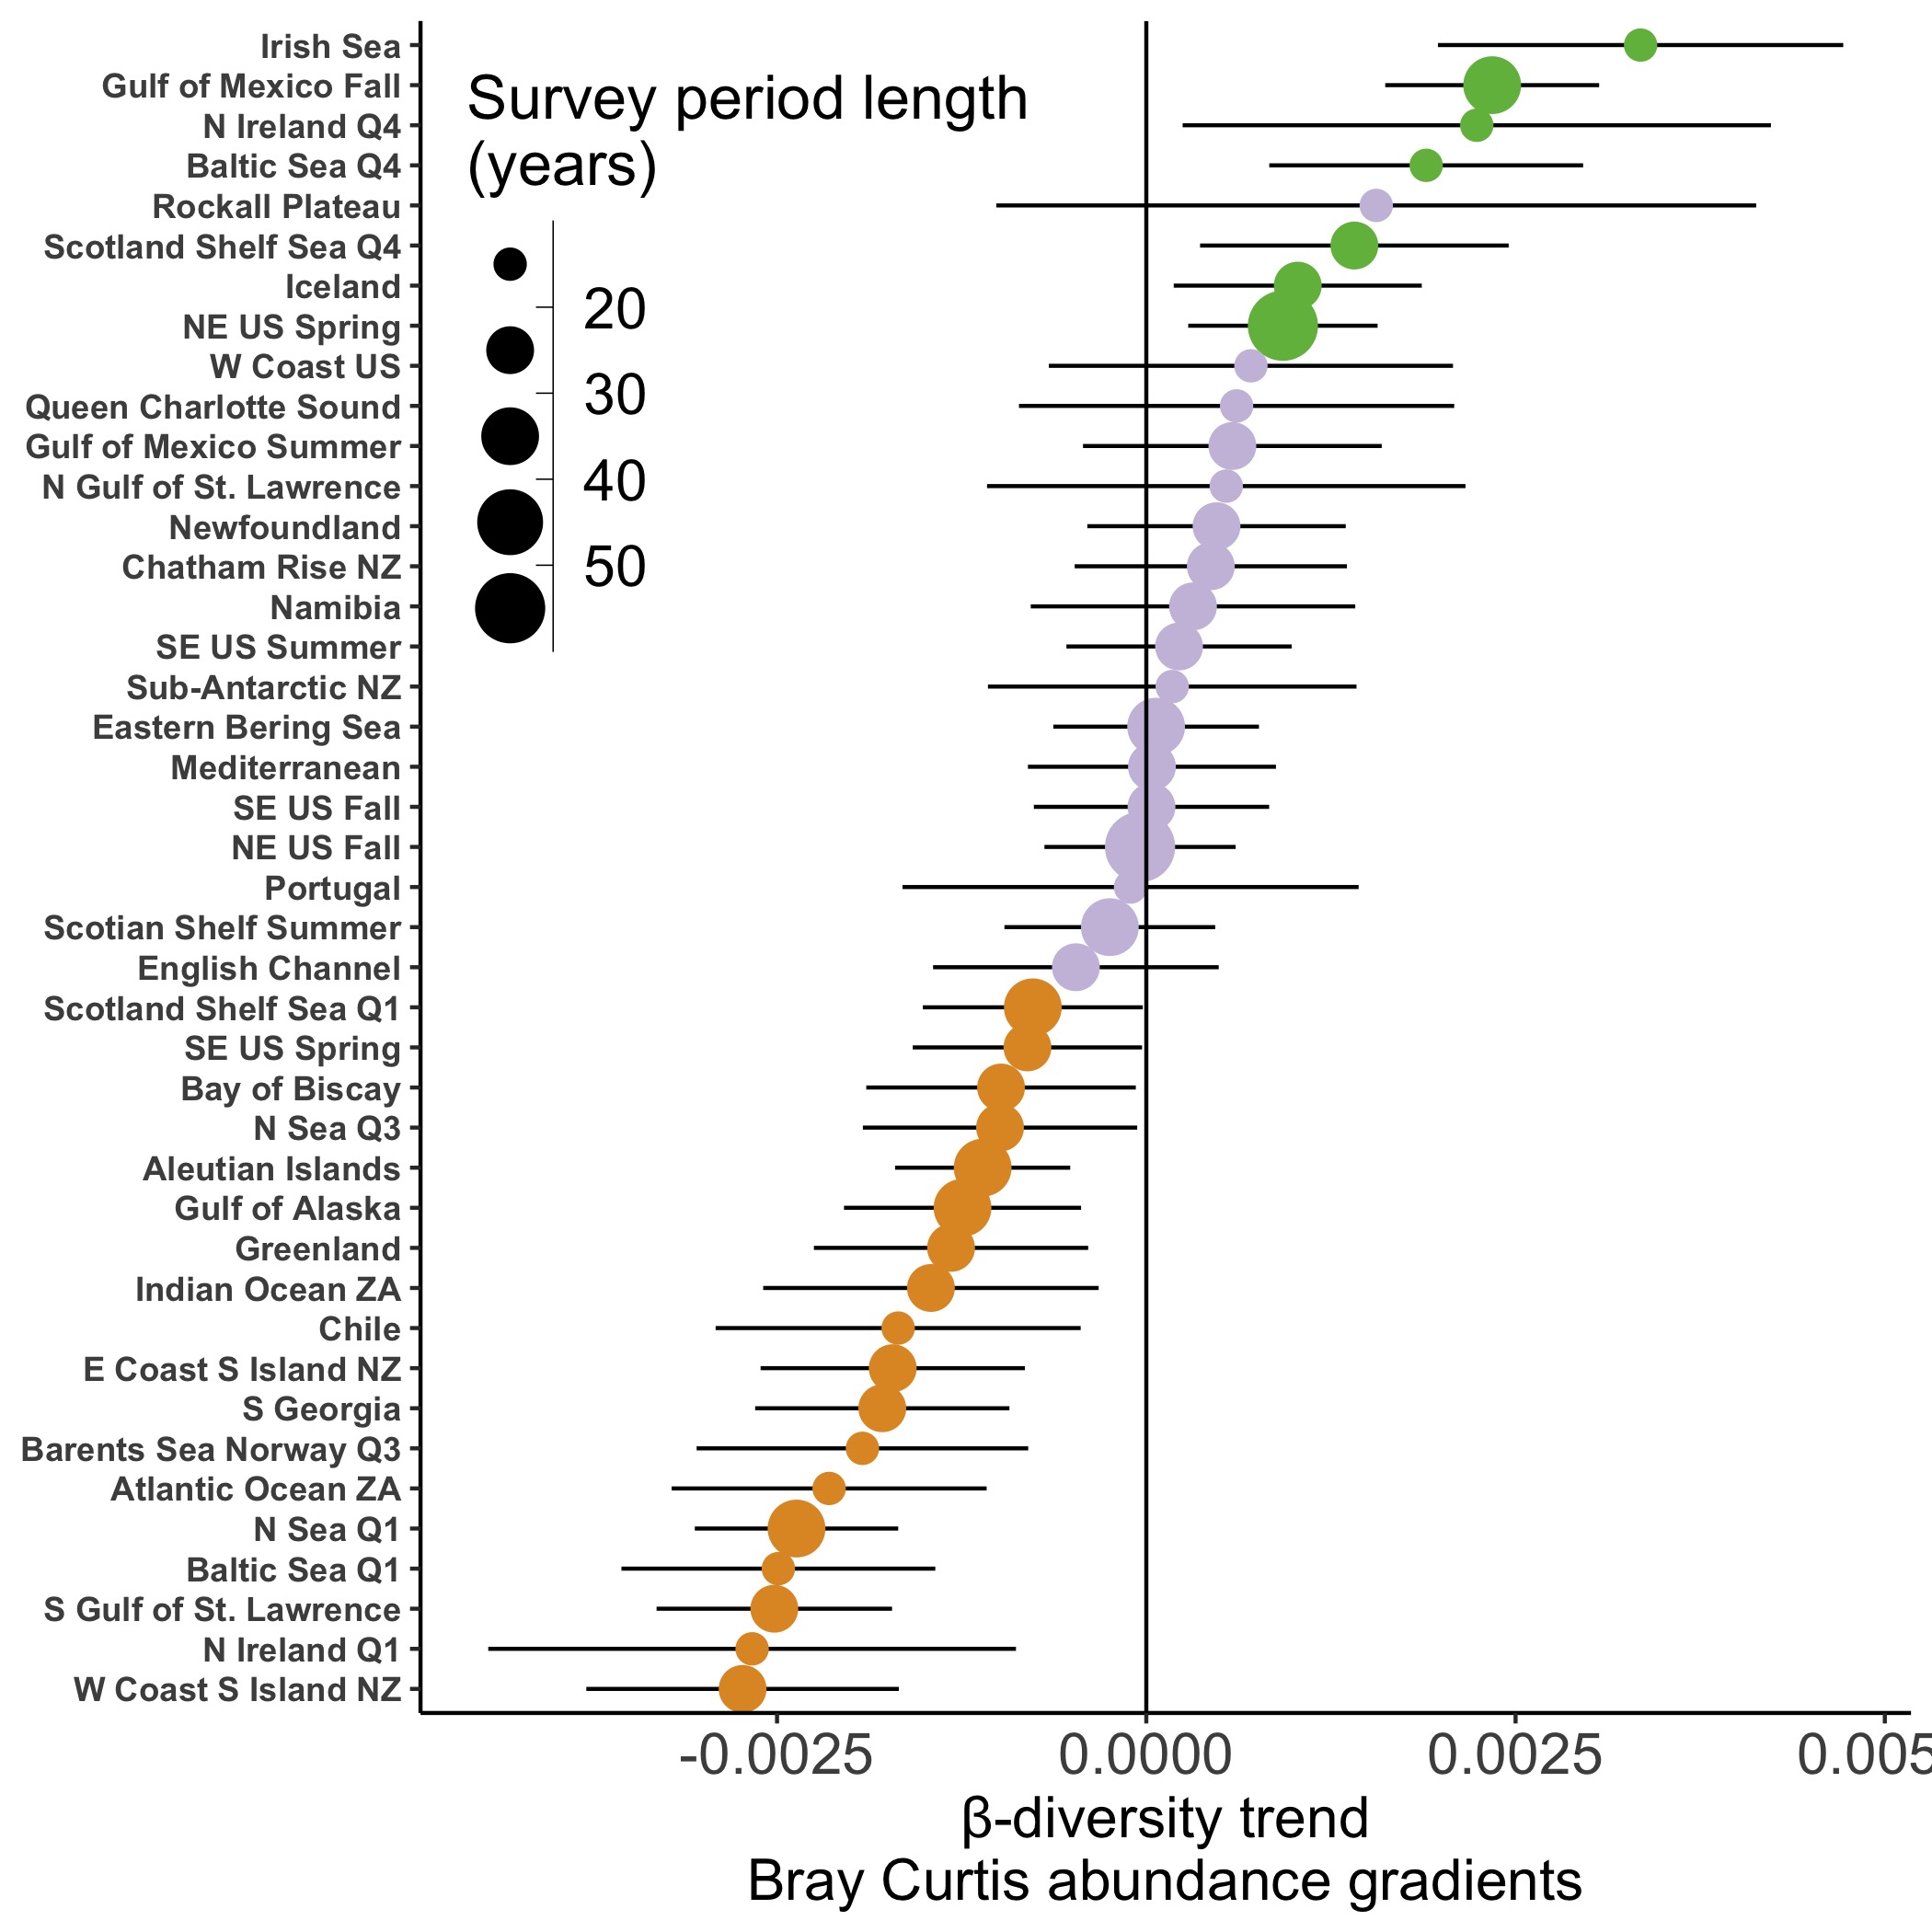 Irish Sea
Gulf of Mexico Fall
N Ireland Q4
Baltic Sea Q4
Rockall Plateau
Scotland Shelf Sea Q4
Iceland
NE US Spring
W Coast US
Queen Charlotte Sound
Gulf of Mexico Summer
N Gulf of St. Lawrence
Newfoundland
Chatham Rise NZ
Namibia
SE US Summer
Sub-Antarctic NZ
Eastern Bering Sea
Mediterranean
SE US Fall
NE US Fall
Portugal
Scotian Shelf Summer
English Channel
Scotland Shelf Sea Q1
SE US Spring
Bay of Biscay
N Sea Q3
Aleutian Islands
Gulf of Alaska
Greenland
Indian Ocean ZA
Chile
E Coast S Island NZ
S Georgia
Barents Sea Norway Q3
Atlantic Ocean ZA
N Sea Q1
Baltic Sea Q1
S Gulf of St. Lawrence
N Ireland Q1
W Coast S Island NZ
Survey period length
(years)
20
30
40
50
-0.0025 0.0000 0.0025 0.005
β-diversity trend
Bray Curtis abundance gradients